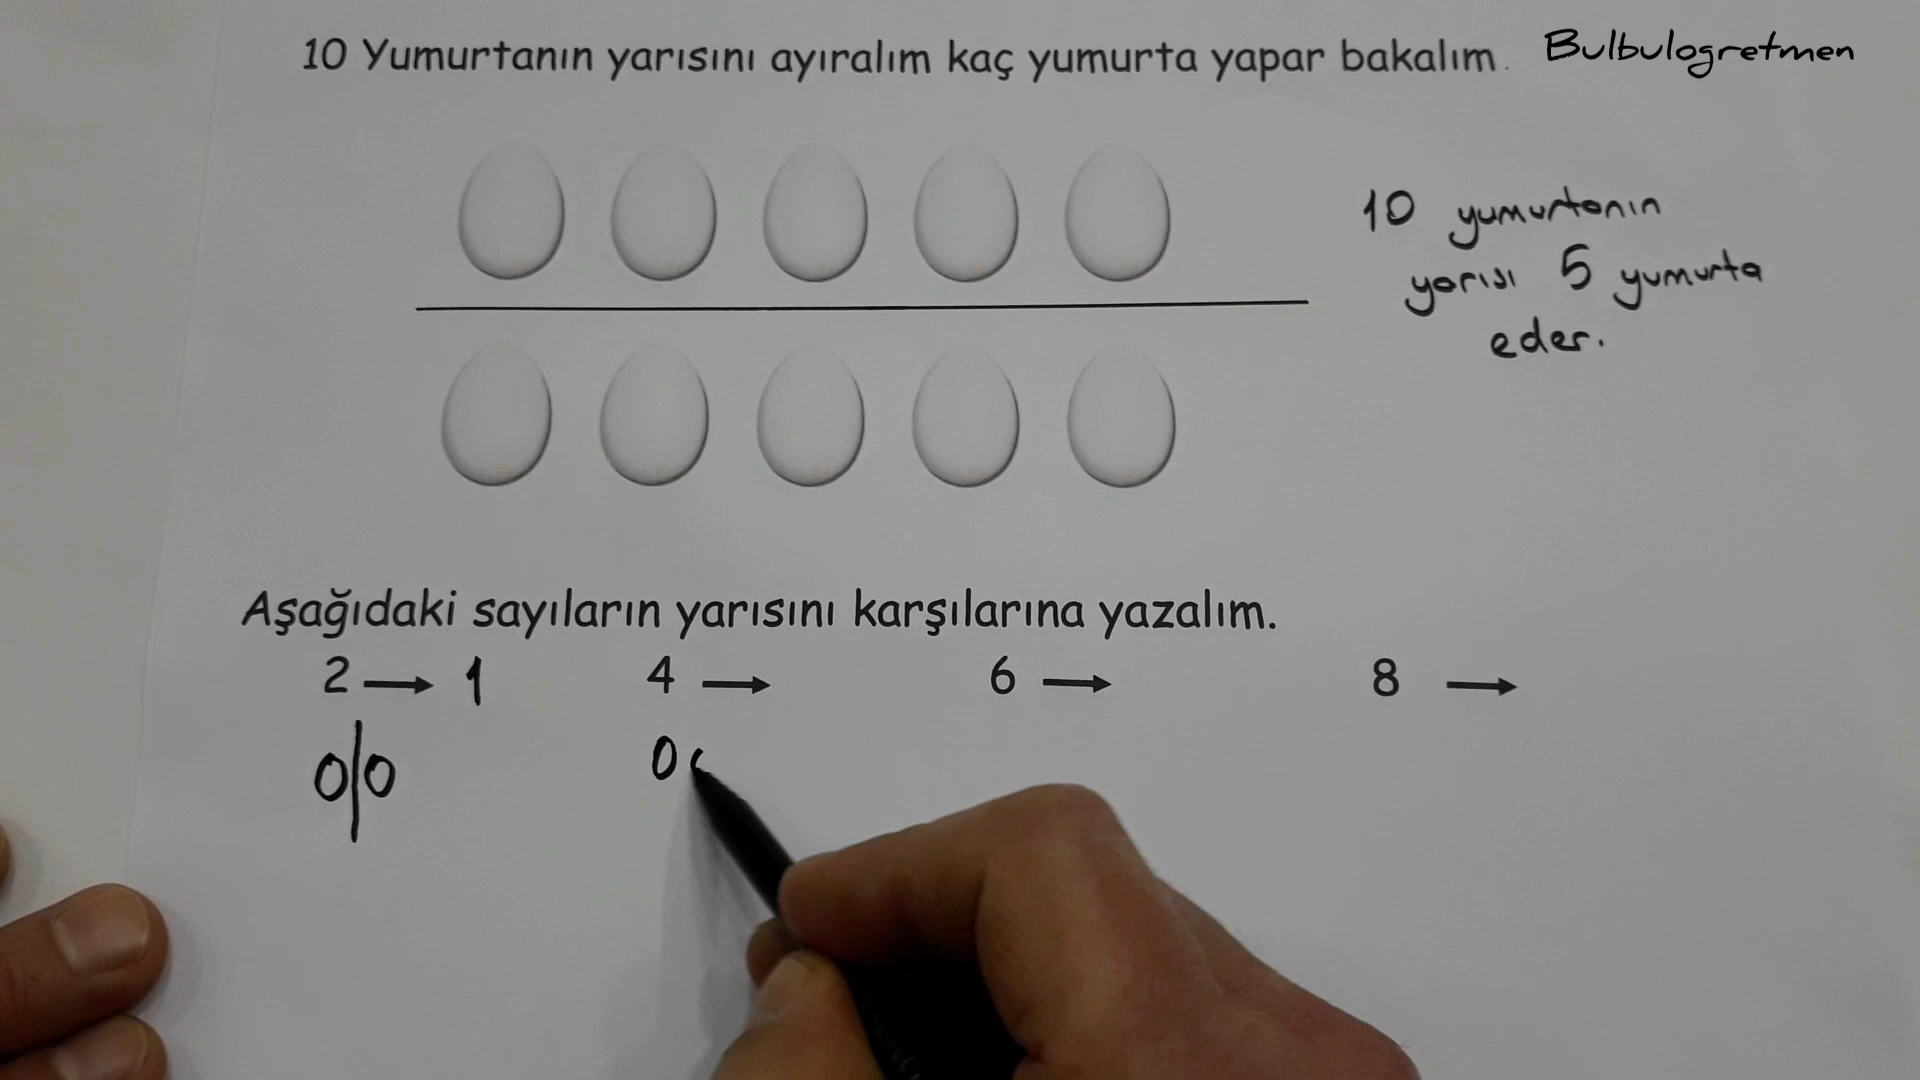 10 Yumurtanın yarısını ayıralım kaç yumurta yapar bakalım.
Bulbulogretmen
10 yumurtanın
yarısı 5 yumurta
eder.
Aşağıdaki sayıların yarısını karşılarına yazalım.
2 → 1 4 → 6 → 8 →
0|0 0